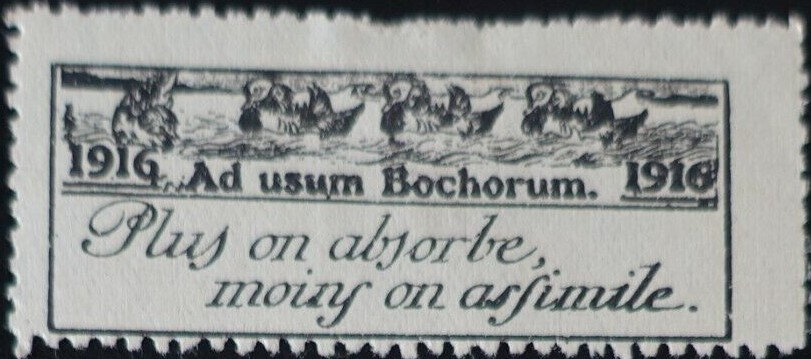 1916 Ad usum Bochorum. 1916
Plus on absorbe,
moins on assimile.